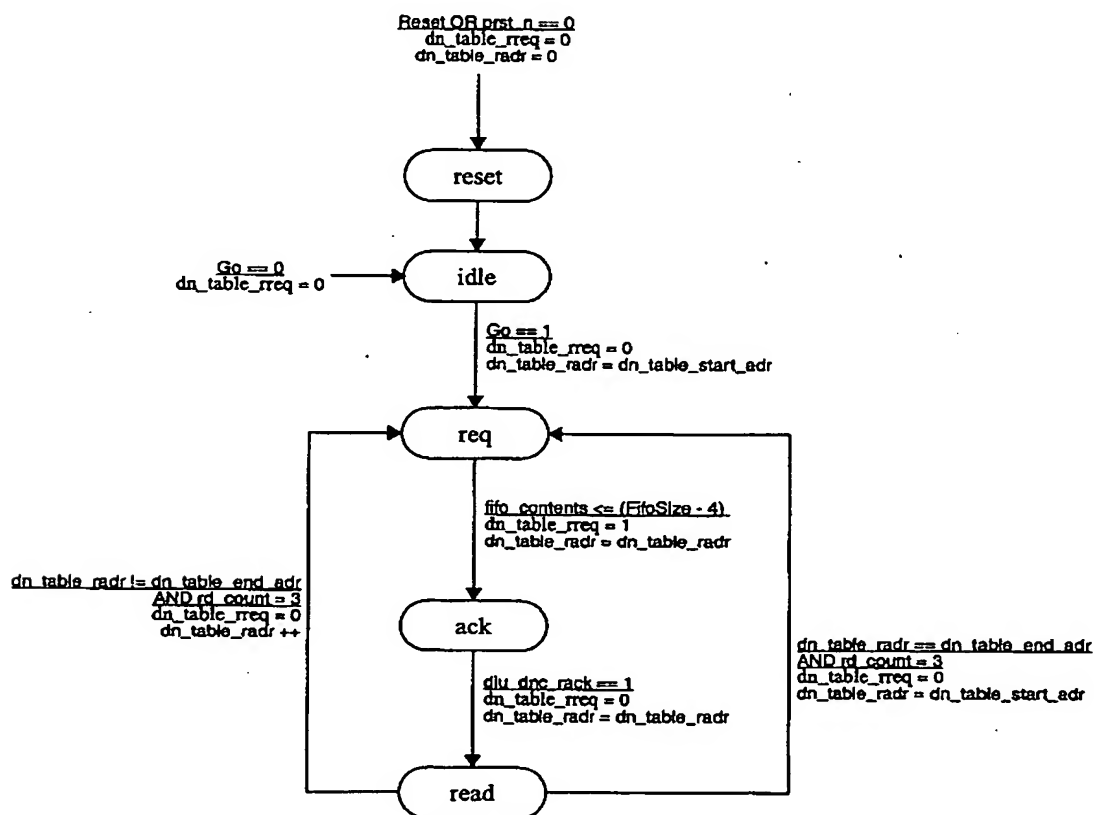 Reset OR prst_n == 0
dn_table_rreq = 0
dn_table_radr = 0
reset
Go == 0
dn_table_rreq = 0
idle
Go == 1
dn_table_rreq = 0
dn_table_radr = dn_table_start_adr
req
fifo_contents <= (FifoSize - 4)
dn_table_rreq = 1
dn_table_radr = dn_table_radr
dn_table_radr != dn_table_end_adr
AND rd_count = 3
dn_table_rreq = 0
dn_table_radr ++
ack
dn_table_radr == dn_table_end_adr
AND rd_count = 3
dn_table_rreq = 0
dn_table_radr = dn_table_start_adr
diu_dnc_rack == 1
dn_table_rreq = 0
dn_table_radr = dn_table_radr
read